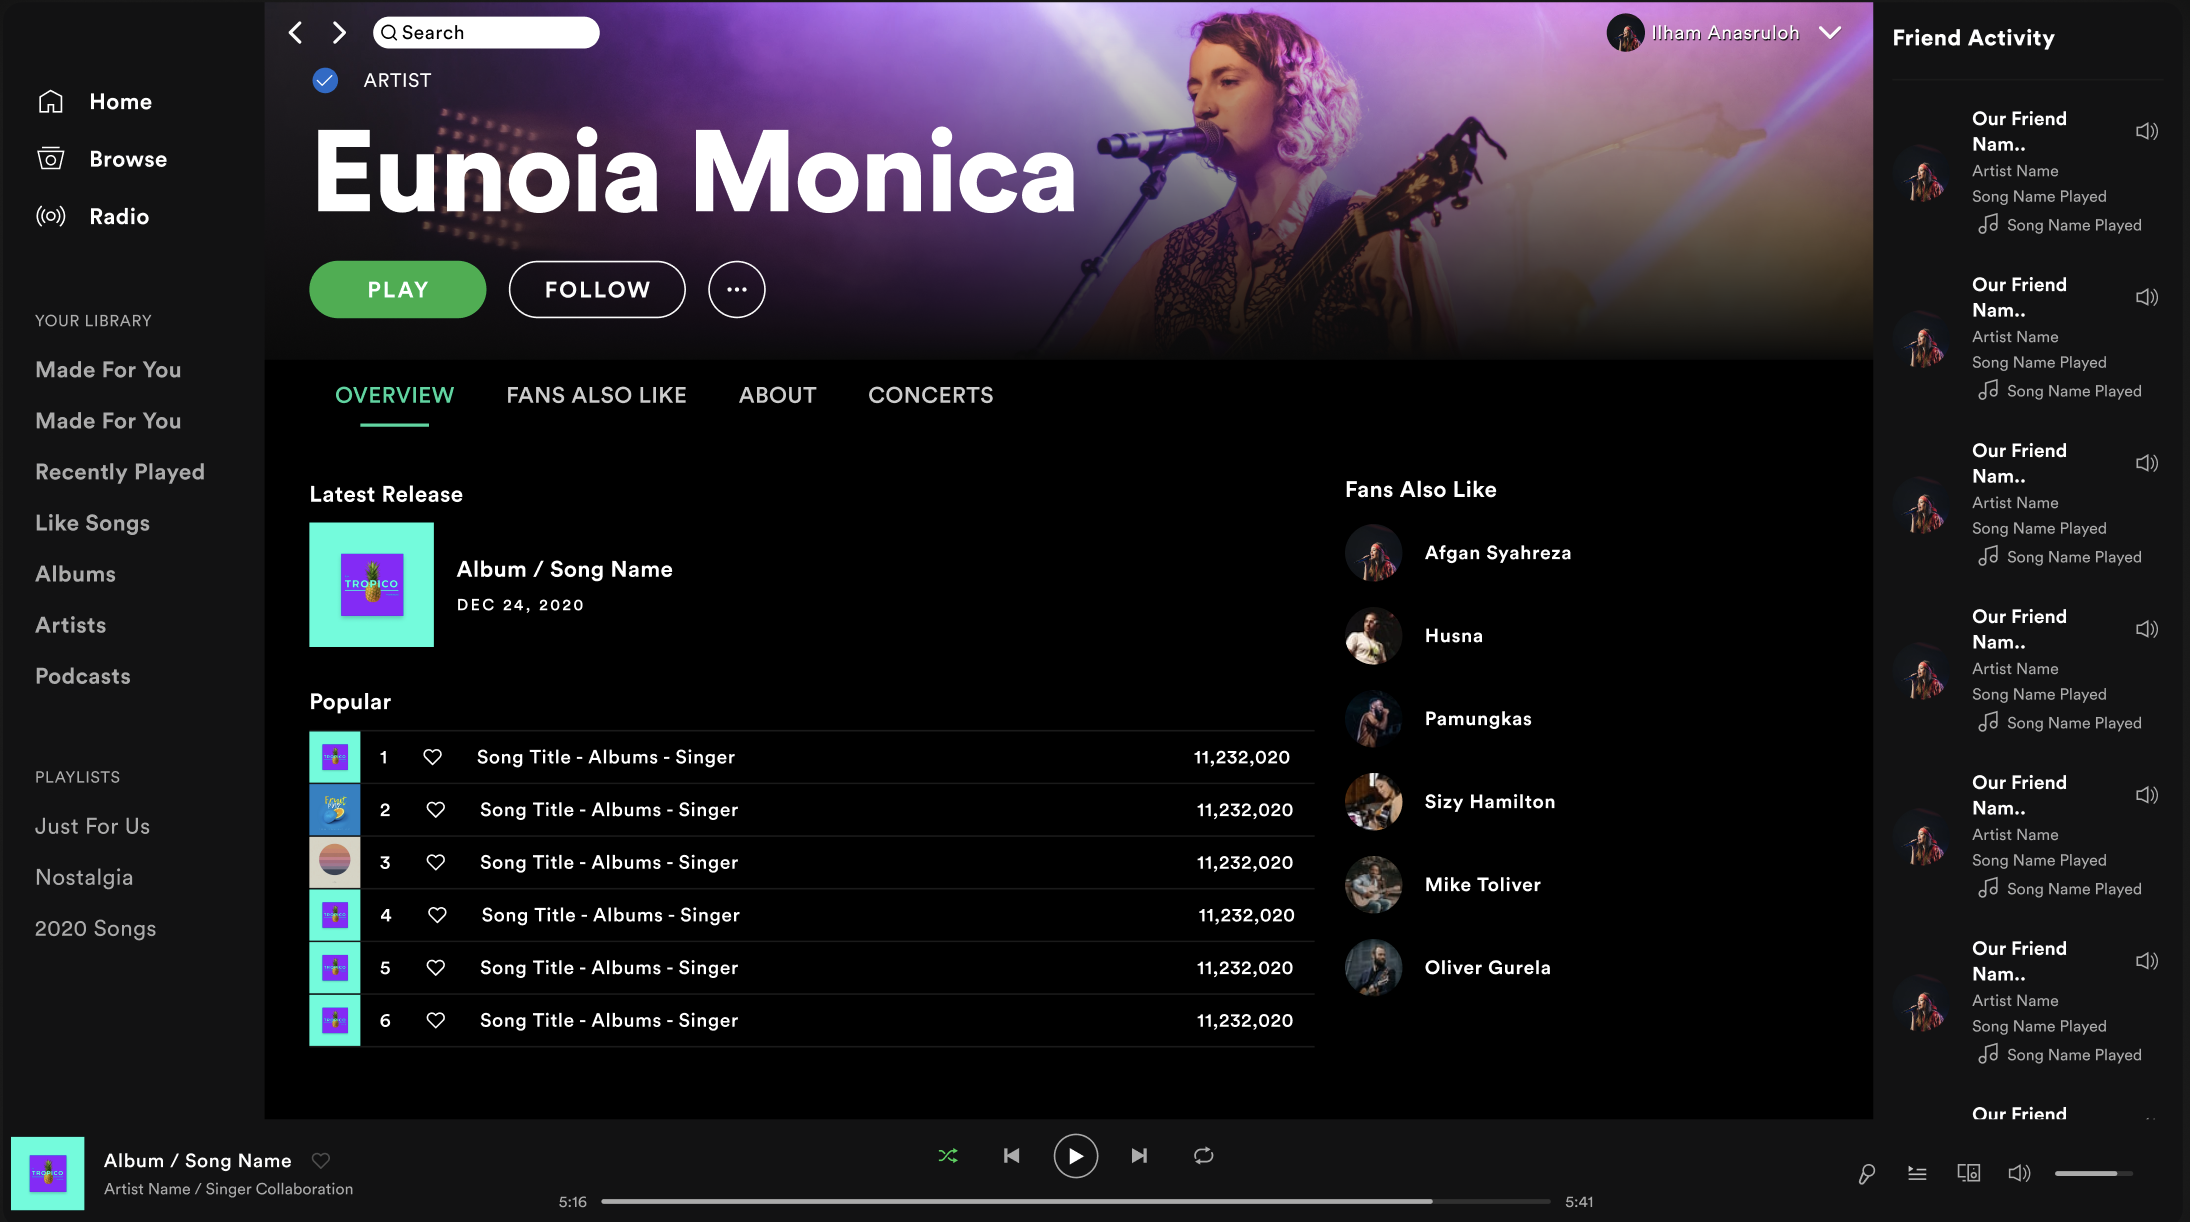 Search
Ilham Anasruloh
ARTIST
Eunoia Monica
PLAY
FOLLOW
Home
Browse
Radio
YOUR LIBRARY
Made For You
Made For You
Recently Played
Like Songs
Albums
Artists
Podcasts
PLAYLISTS
Just For Us
Nostalgia
2020 Songs
OVERVIEW
FANS ALSO LIKE
ABOUT
CONCERTS
Latest Release
TROPICO
Album / Song Name
DEC 24, 2020
Popular
1 Song Title - Albums - Singer 11,232,020
2 Song Title - Albums - Singer 11,232,020
3 Song Title - Albums - Singer 11,232,020
4 Song Title - Albums - Singer 11,232,020
5 Song Title - Albums - Singer 11,232,020
6 Song Title - Albums - Singer 11,232,020
Fans Also Like
Afgan Syahreza
Husna
Pamungkas
Sizy Hamilton
Mike Toliver
Oliver Gurela
Friend Activity
Our Friend
Nam..
Artist Name
Song Name Played
Song Name Played
Our Friend
Nam..
Artist Name
Song Name Played
Song Name Played
Our Friend
Nam..
Artist Name
Song Name Played
Song Name Played
Our Friend
Nam..
Artist Name
Song Name Played
Song Name Played
Our Friend
Nam..
Artist Name
Song Name Played
Song Name Played
Our Friend
Nam..
Artist Name
Song Name Played
Song Name Played
Our Friend
TROPICO
Album / Song Name
Artist Name / Singer Collaboration
5:16
5:41